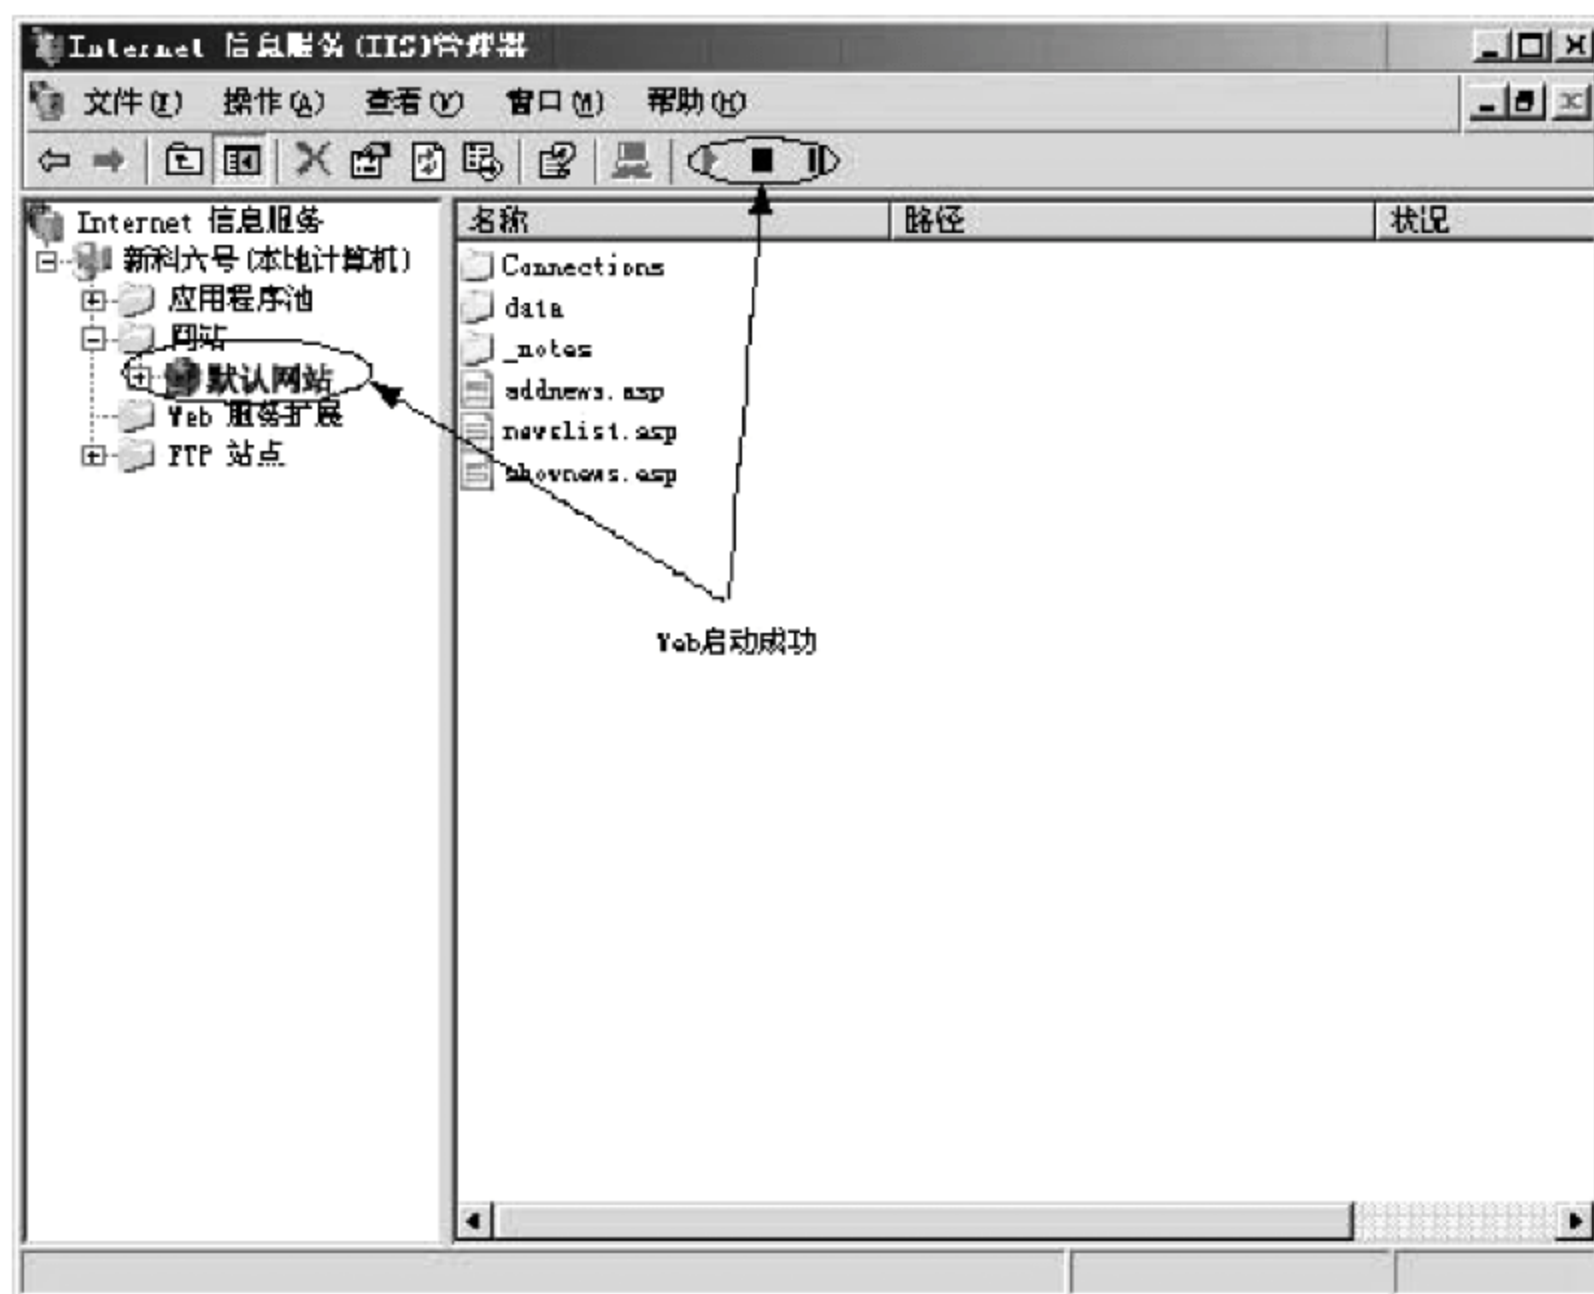 Internet 信息服务(IIS)管理器
文件(F) 操作(A) 查看(V) 窗口(W) 帮助(H)
Internet 信息服务
新科六号(本地计算机)
应用程序池
网站
默认网站
Web 服务扩展
FTP 站点
名称 路径 状况
Connections
data
_notes
addnews.asp
newslist.asp
shownews.asp
Web启动成功